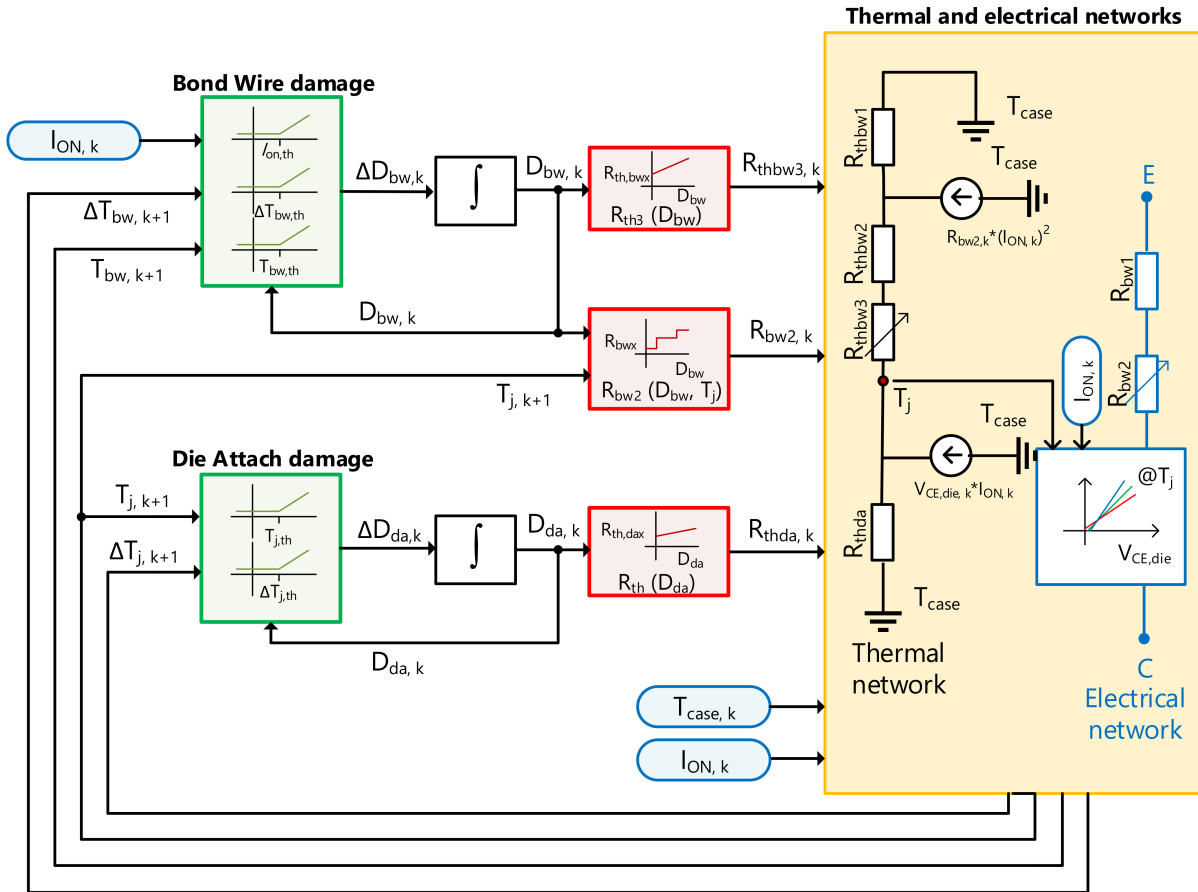 Thermal and electrical networks
Bond Wire damage
I_ON, k
I_on,th
ΔT_bw,th
T_bw,th
ΔT_bw, k+1
T_bw, k+1
ΔD_bw,k
∫
D_bw, k
R_th,bwx
D_bw
R_th3 (D_bw)
R_thbw3, k
D_bw, k
R_bwx
D_bw
R_bw2 (D_bw, T_j)
R_bw2, k
T_j, k+1
Die Attach damage
T_j, k+1
ΔT_j, k+1
T_j,th
ΔT_j,th
ΔD_da,k
∫
D_da, k
R_th,dax
D_da
R_th (D_da)
R_thda, k
D_da, k
T_case, k
I_ON, k
R_thbw1
T_case
T_case
R_bw2,k*(I_ON, k)²
R_thbw2
R_thbw3
T_j
T_case
V_CE,die, k*I_ON, k
R_thda
T_case
Thermal
network
E
R_bw1
R_bw2
I_ON, k
@T_j
V_CE,die
C
Electrical
network